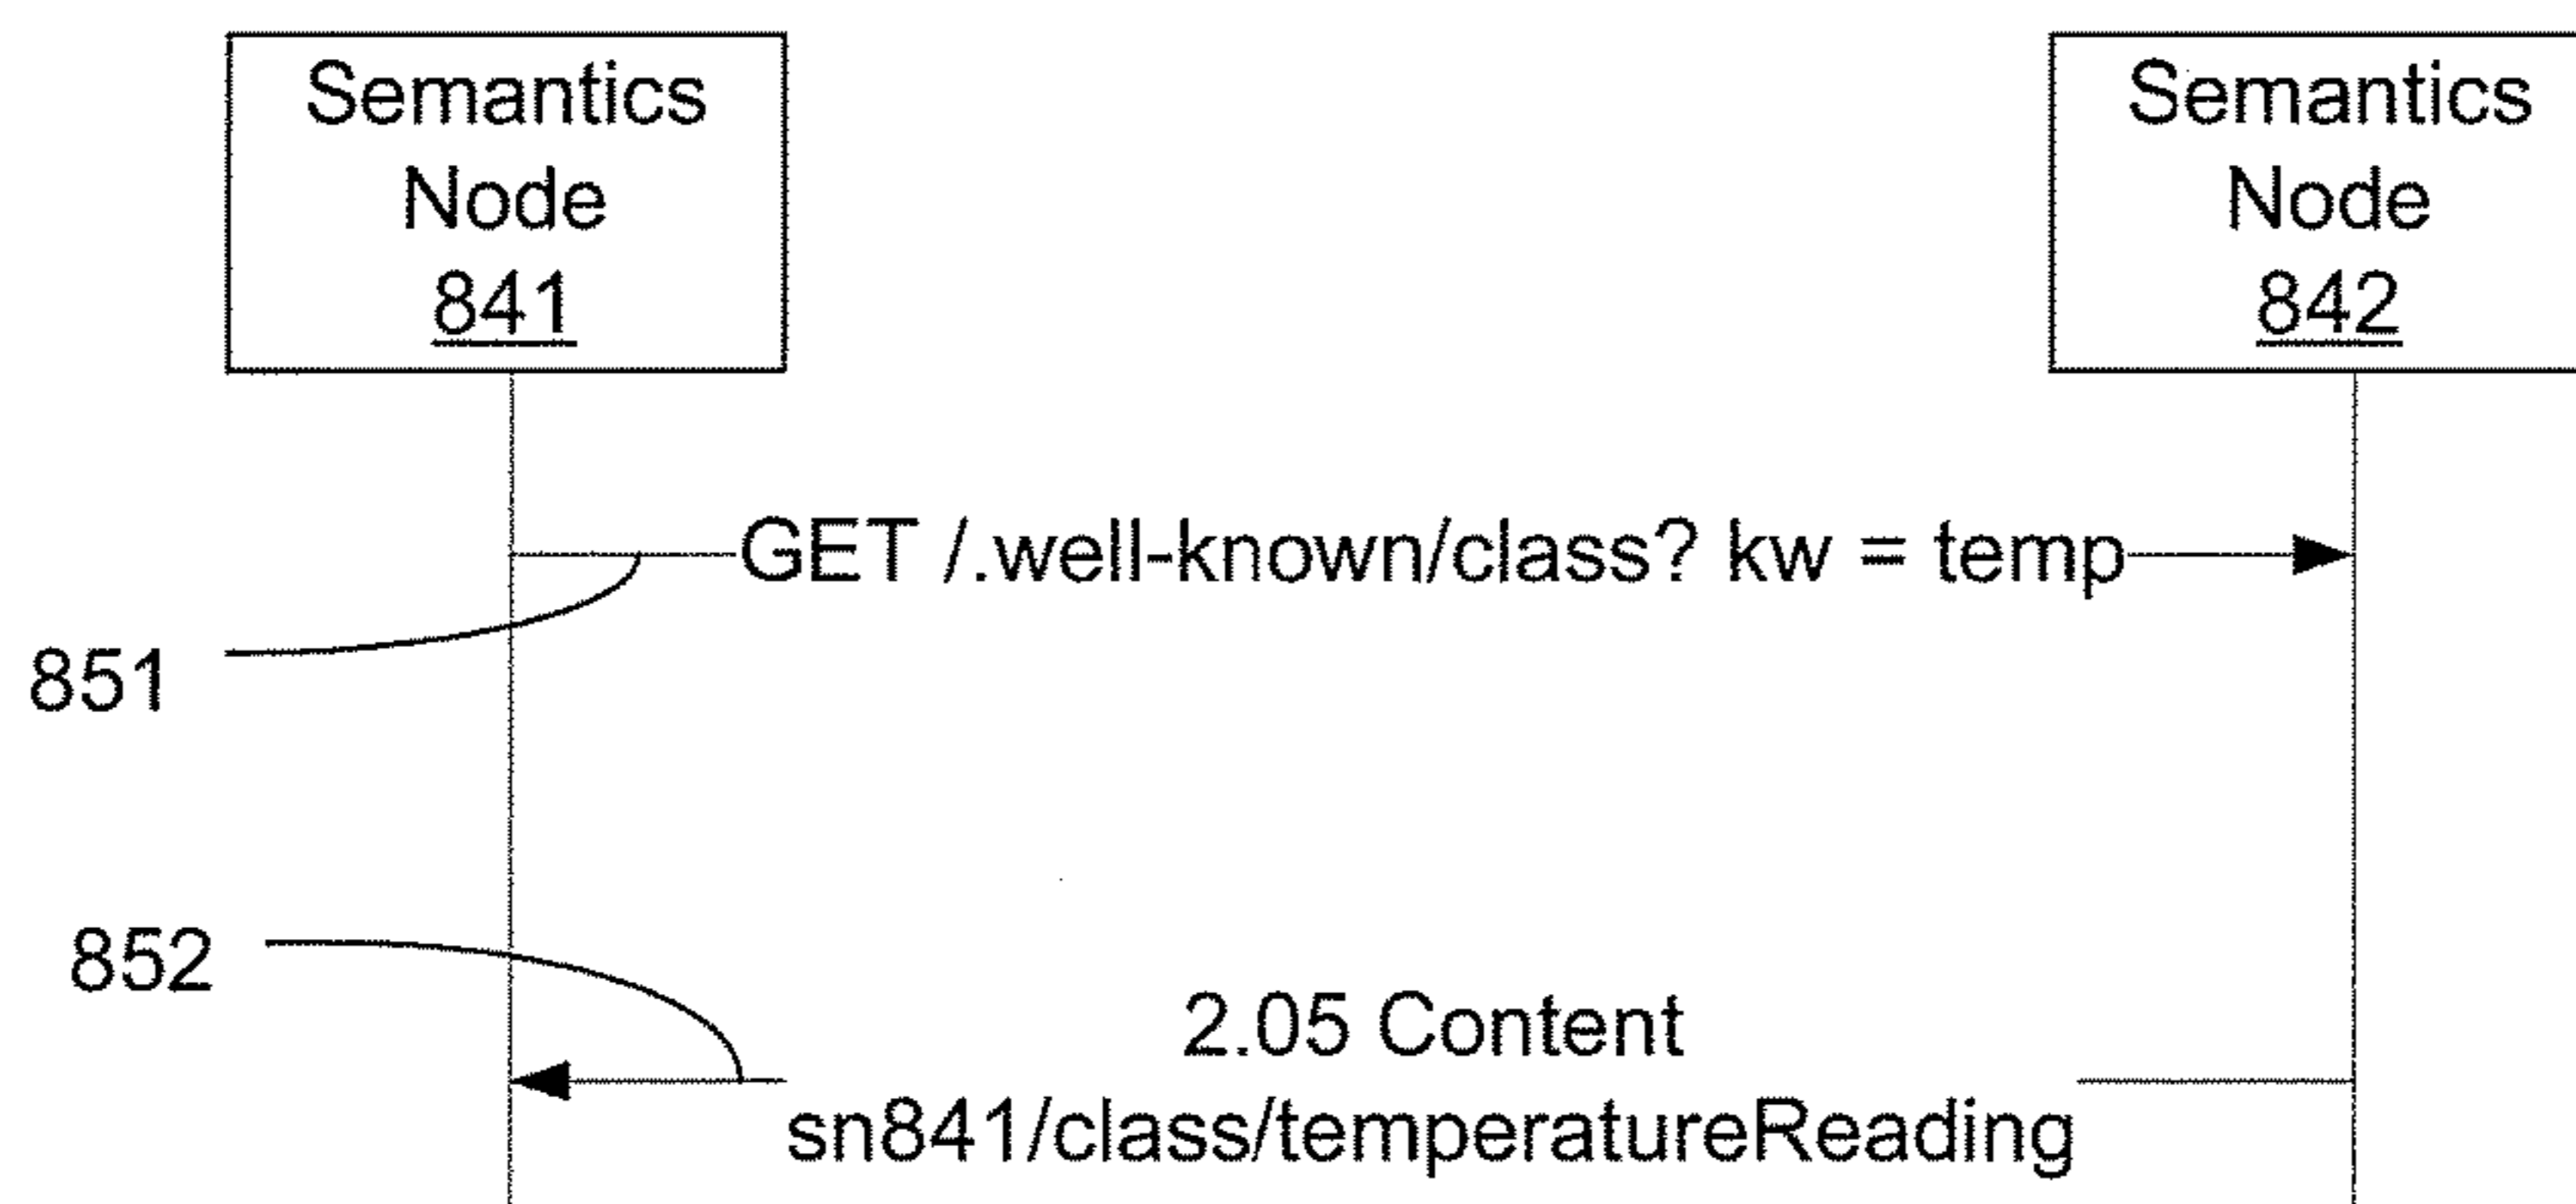 Semantics
Node
841
Semantics
Node
842
GET /.well-known/class? kw = temp
851
852
2.05 Content
sn841/class/temperatureReading